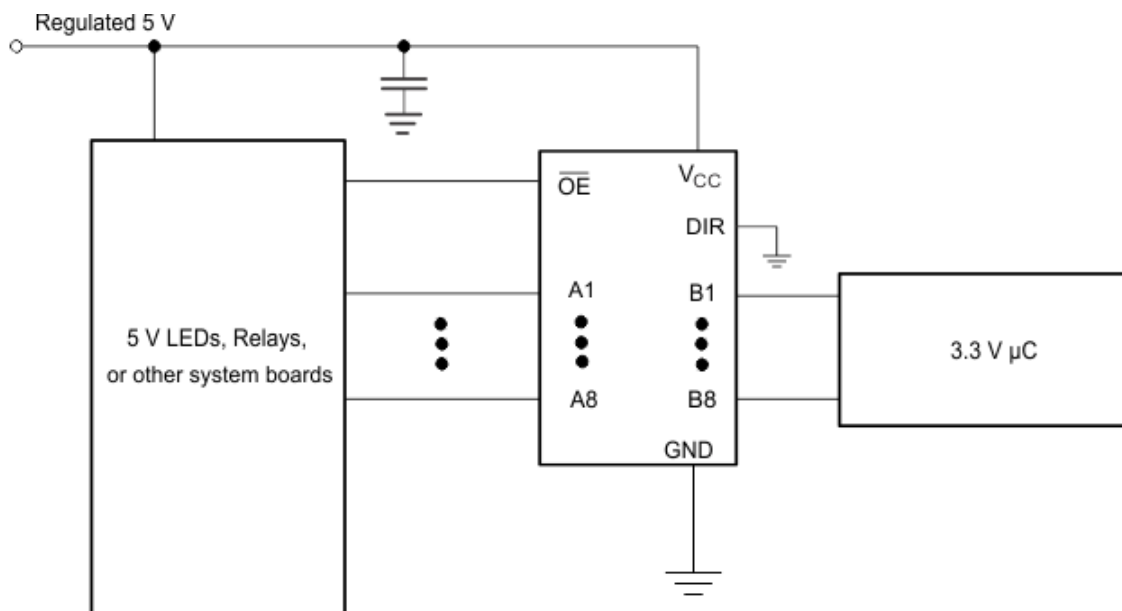 Regulated 5 V
O̅E̅
VCC
DIR
A1
B1
5 V LEDs, Relays,
or other system boards
3.3 V µC
A8
B8
GND